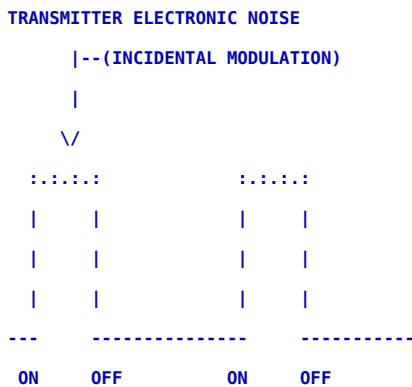 TRANSMITTER ELECTRONIC NOISE
|--(INCIDENTAL MODULATION)
|
\/
:.:.:.: :.:.:.:
| | | |
| | | |
| | | |
--- --------------- -----------
ON OFF ON OFF